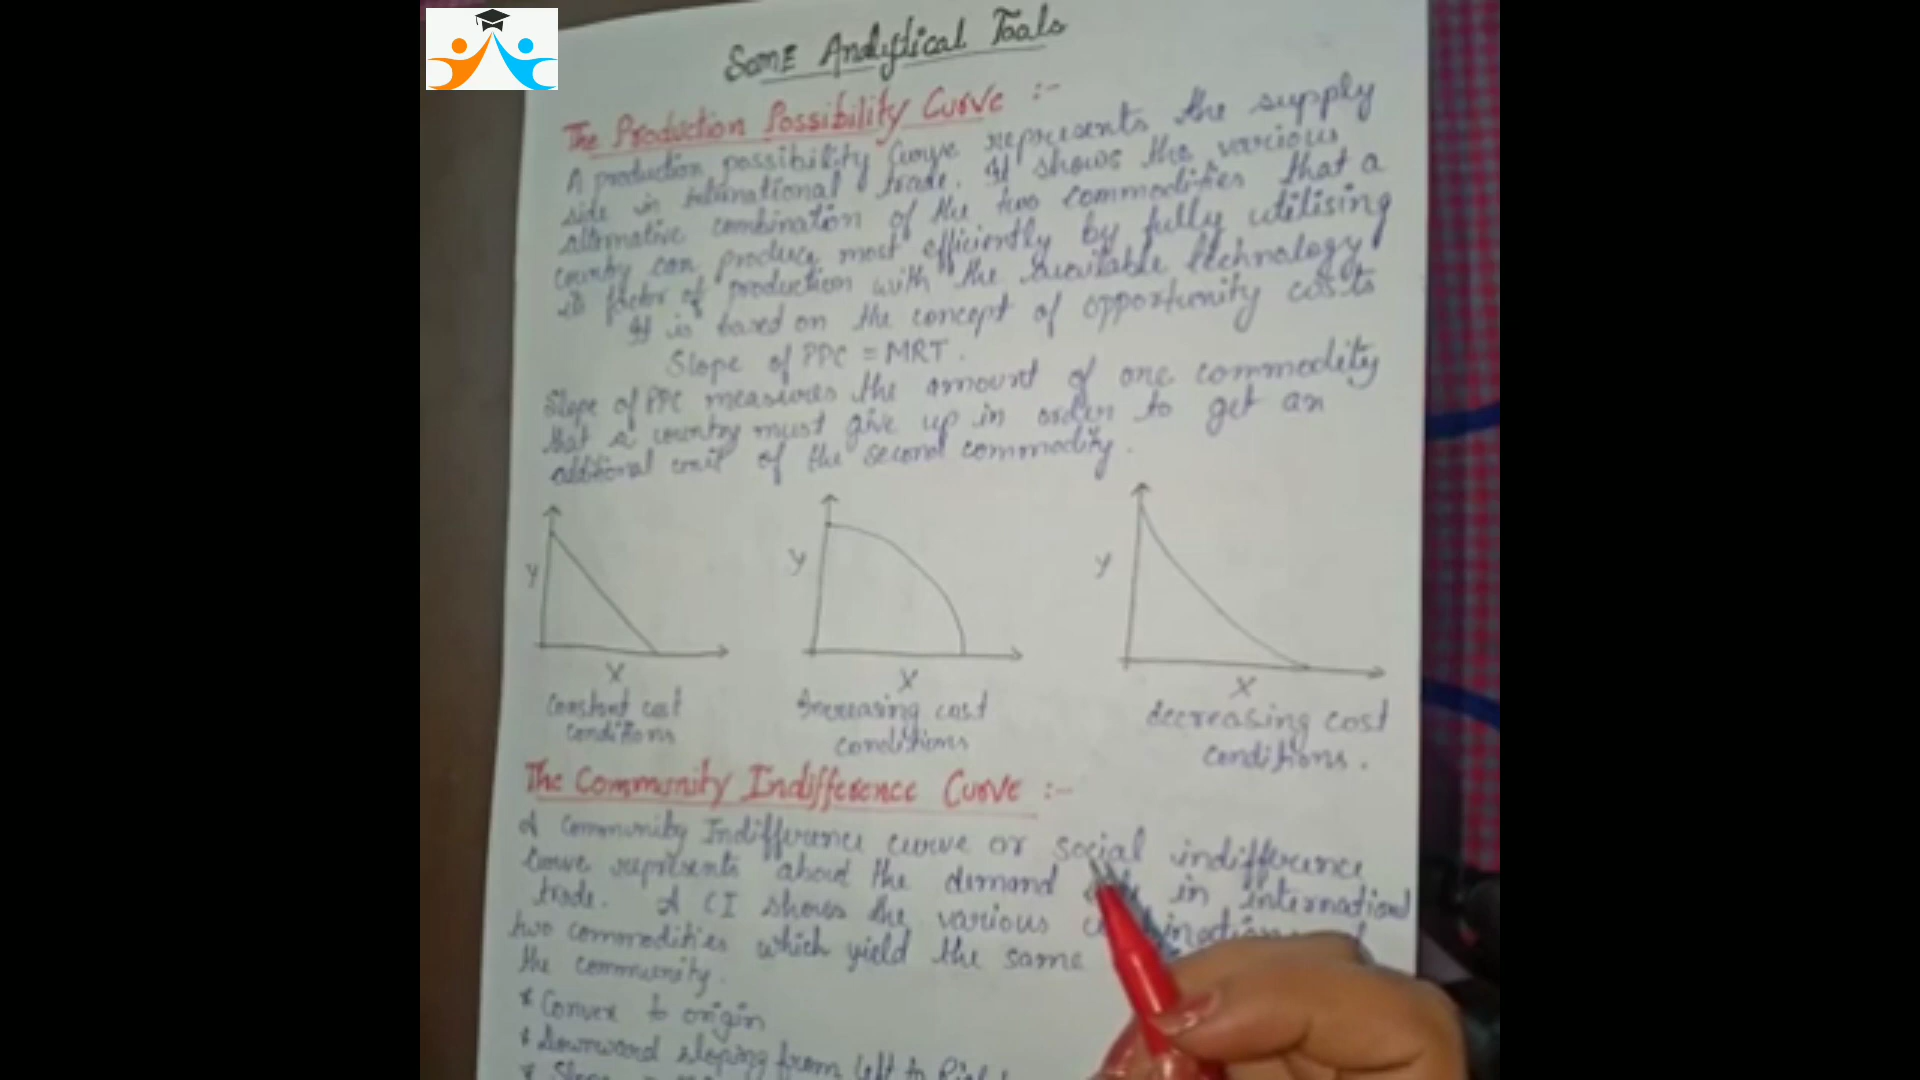 Some Analytical Tools
The Production Possibility Curve :-
A production possibility curve represents the supply
side in international trade. It shows the various
alternative combination of the two commodities that a
country can produce most efficiently by fully utilising
its factor of production with the available technology
It is based on the concept of opportunity costs
Slope of PPC = MRT.
Slope of PPC measures the amount of one commodity
that a country must give up in order to get an
additional unit of the second commodity.
Y
X
Constant cost
conditions
Y
X
Increasing cost
conditions
Y
X
decreasing cost
conditions.
The Community Indifference Curve :-
A Community Indifference curve or social indifference
curve represents about the demand in international
trade. A CI shows the various
two commodities which yield the same
the community.
* Convex to origin
* Downward sloping from left to Right
* Slope